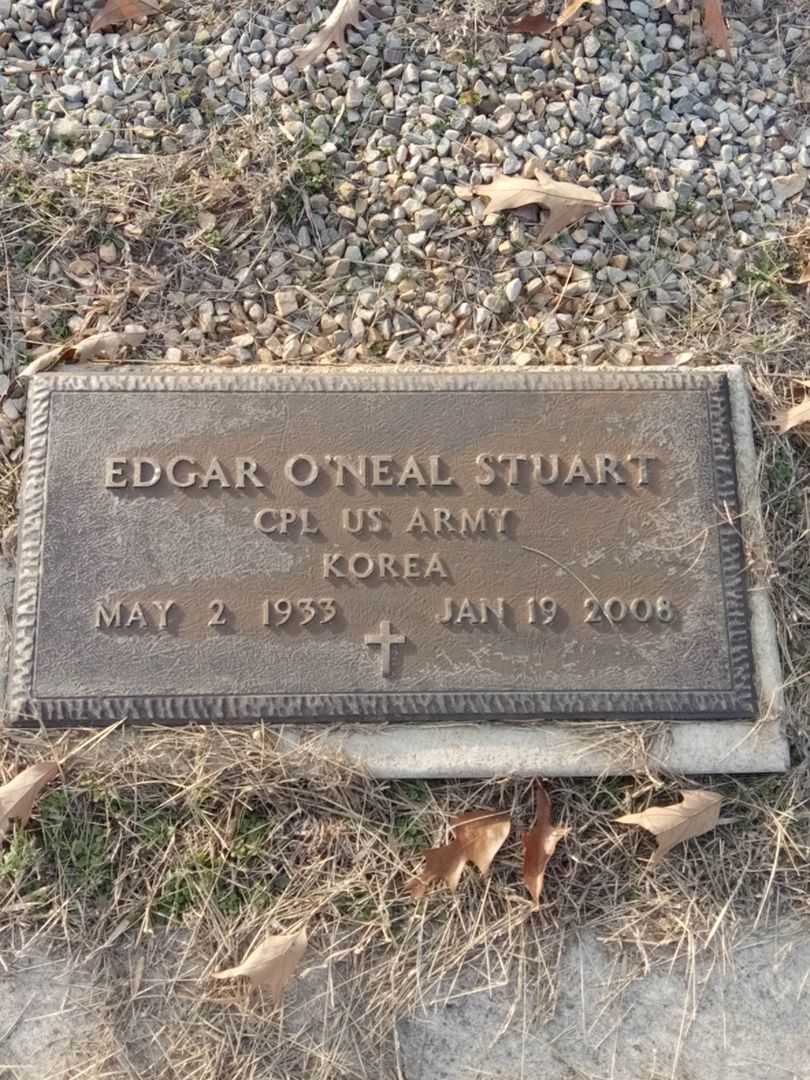 EDGAR O'NEAL STUART
CPL US ARMY
KOREA
MAY 2 1933 JAN 19 2008